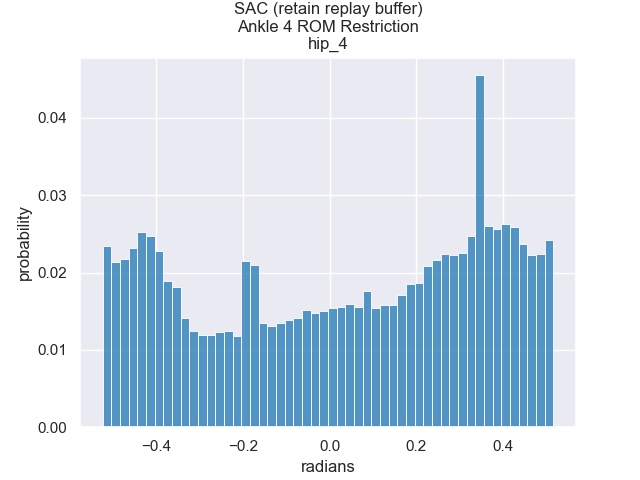 SAC (retain replay buffer)
Ankle 4 ROM Restriction
hip_4
0.04
0.03
0.02
0.01
0.00
probability
−0.4
−0.2
0.0
0.2
0.4
radians